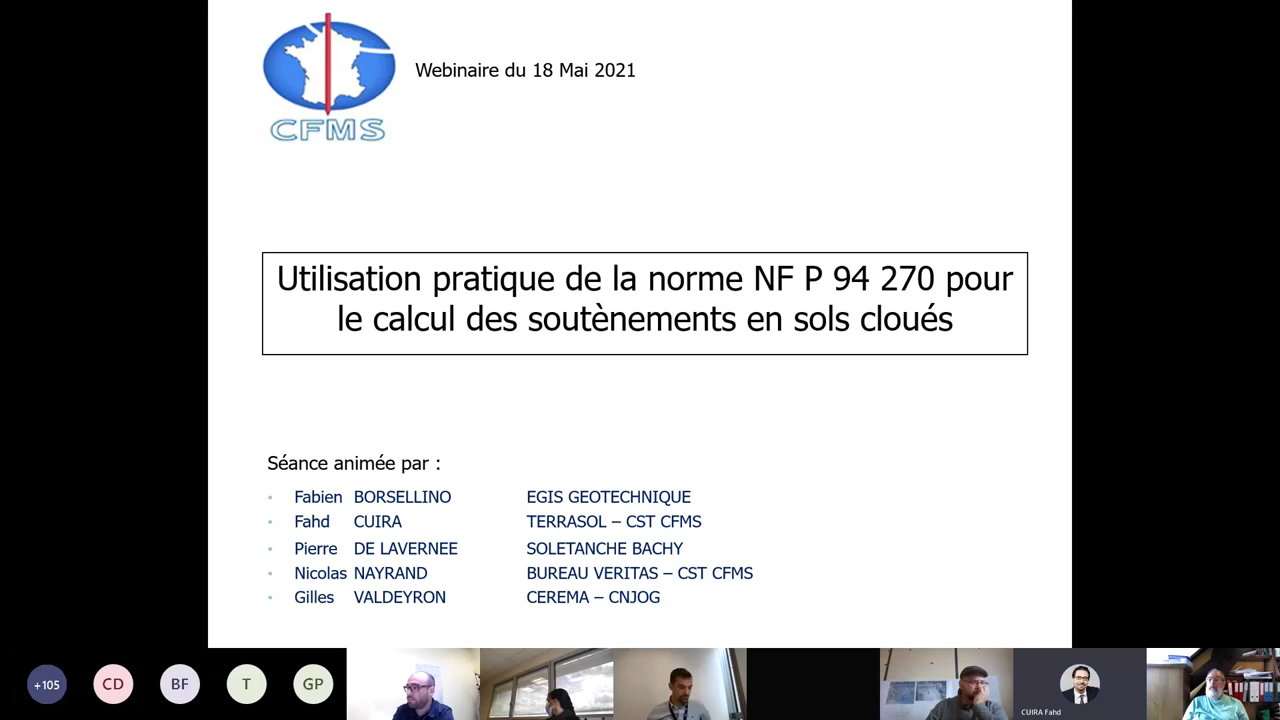 CFMS
Webinaire du 18 Mai 2021
Utilisation pratique de la norme NF P 94 270 pour
le calcul des soutènements en sols cloués
Séance animée par :
• Fabien BORSELLINO EGIS GEOTECHNIQUE
• Fahd CUIRA TERRASOL – CST CFMS
• Pierre DE LAVERNEE SOLETANCHE BACHY
• Nicolas NAYRAND BUREAU VERITAS – CST CFMS
• Gilles VALDEYRON CEREMA – CNJOG
+105 CD BF T GP
CUIRA Fahd